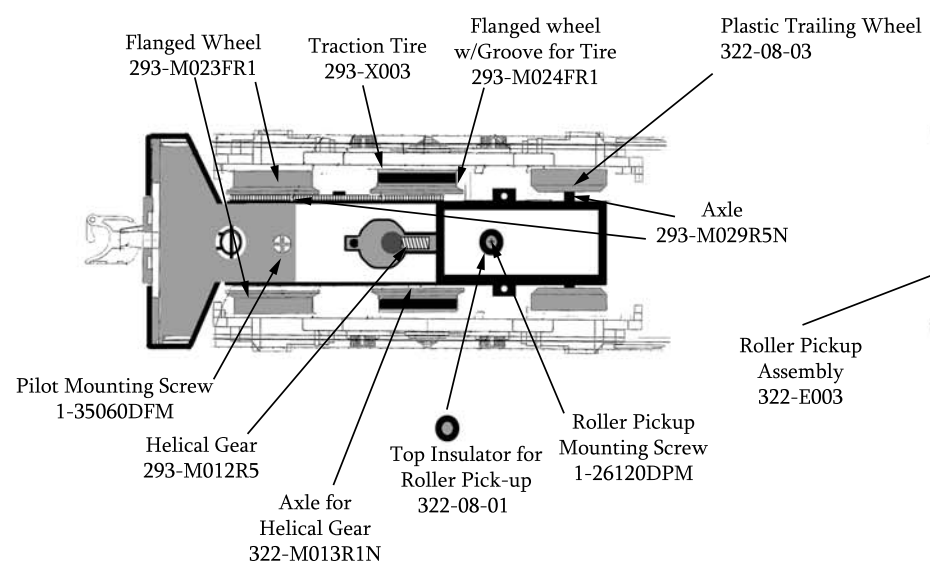 Flanged Wheel
293-M023FR1
Traction Tire
293-X003
Flanged wheel
w/Groove for Tire
293-M024FR1
Plastic Trailing Wheel
322-08-03
Axle
293-M029R5N
Roller Pickup
Assembly
322-E003
Pilot Mounting Screw
1-35060DFM
Helical Gear
293-M012R5
Axle for
Helical Gear
322-M013R1N
Top Insulator for
Roller Pick-up
322-08-01
Roller Pickup
Mounting Screw
1-26120DPM